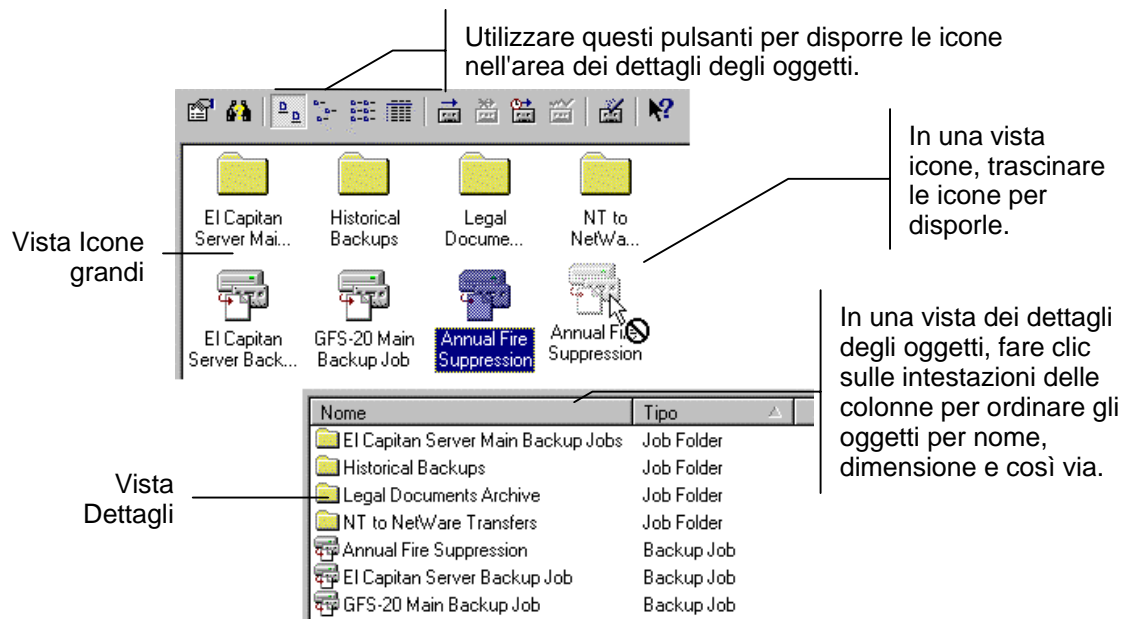 Utilizzare questi pulsanti per disporre le icone
nell'area dei dettagli degli oggetti.
In una vista
icone, trascinare
le icone per
disporle.
Vista Icone
grandi
El Capitan
Server Mai...
Historical
Backups
Legal
Docume...
NT to
NetWa...
El Capitan
Server Back...
GFS-20 Main
Backup Job
Annual Fire
Suppression
Annual Fire
Suppression
In una vista dei dettagli
degli oggetti, fare clic
sulle intestazioni delle
colonne per ordinare gli
oggetti per nome,
dimensione e così via.
Vista
Dettagli
Nome Tipo
El Capitan Server Main Backup Jobs Job Folder
Historical Backups Job Folder
Legal Documents Archive Job Folder
NT to NetWare Transfers Job Folder
Annual Fire Suppression Backup Job
El Capitan Server Backup Job Backup Job
GFS-20 Main Backup Job Backup Job